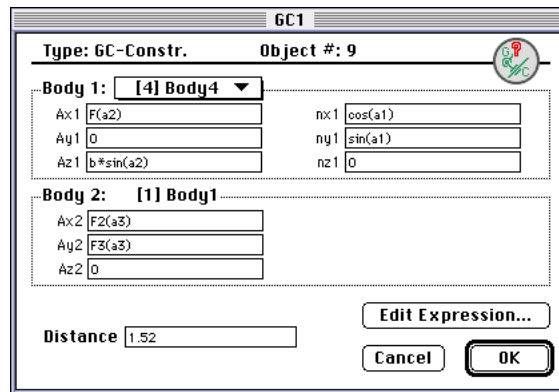 GC1
Type: GC-Constr. Object #: 9
Body 1: [4] Body4
Ax1 F(a2) nx1 cos(a1)
Ay1 0 ny1 sin(a1)
Az1 b*sin(a2) nz1 0
Body 2: [1] Body1
Ax2 F2(a3)
Ay2 F3(a3)
Az2 0
Edit Expression...
Distance 1.52
Cancel OK
G ?
C